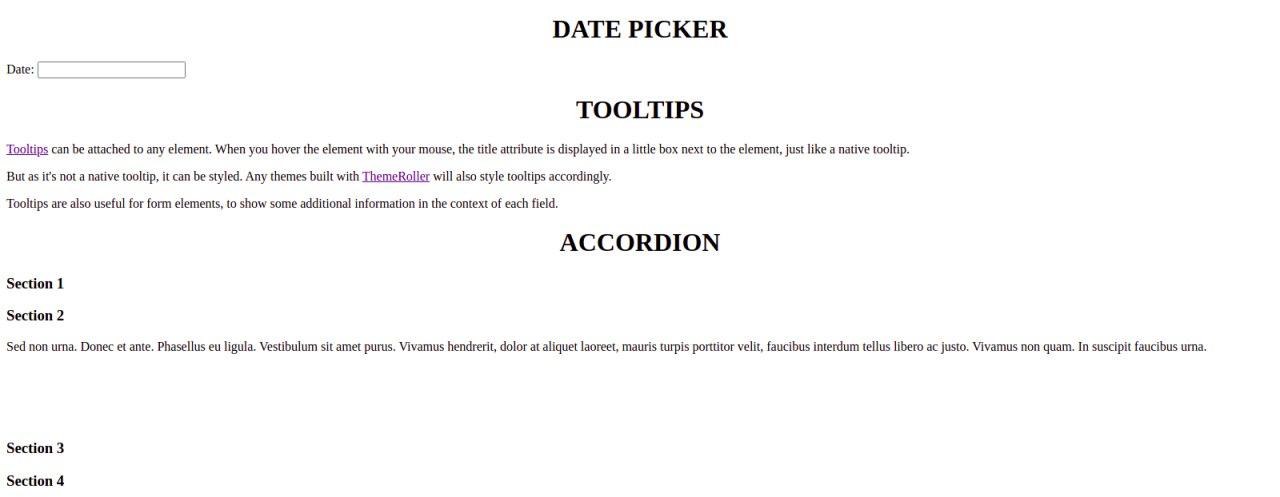 DATE PICKER
Date:
TOOLTIPS
Tooltips can be attached to any element. When you hover the element with your mouse, the title attribute is displayed in a little box next to the element, just like a native tooltip.
But as it's not a native tooltip, it can be styled. Any themes built with ThemeRoller will also style tooltips accordingly.
Tooltips are also useful for form elements, to show some additional information in the context of each field.
ACCORDION
Section 1
Section 2
Sed non urna. Donec et ante. Phasellus eu ligula. Vestibulum sit amet purus. Vivamus hendrerit, dolor at aliquet laoreet, mauris turpis porttitor velit, faucibus interdum tellus libero ac justo. Vivamus non quam. In suscipit faucibus urna.
Section 3
Section 4